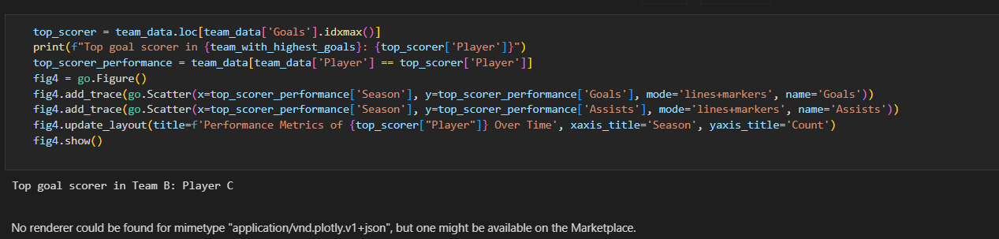 top_scorer = team_data.loc[team_data['Goals'].idxmax()]
print(f"Top goal scorer in {team_with_highest_goals}: {top_scorer['Player']}")
top_scorer_performance = team_data[team_data['Player'] == top_scorer['Player']]
fig4 = go.Figure()
fig4.add_trace(go.Scatter(x=top_scorer_performance['Season'], y=top_scorer_performance['Goals'], mode='lines+markers', name='Goals'))
fig4.add_trace(go.Scatter(x=top_scorer_performance['Season'], y=top_scorer_performance['Assists'], mode='lines+markers', name='Assists'))
fig4.update_layout(title=f'Performance Metrics of {top_scorer["Player"]} Over Time', xaxis_title='Season', yaxis_title='Count')
fig4.show()
Top goal scorer in Team B: Player C
No renderer could be found for mimetype "application/vnd.plotly.v1+json", but one might be available on the Marketplace.